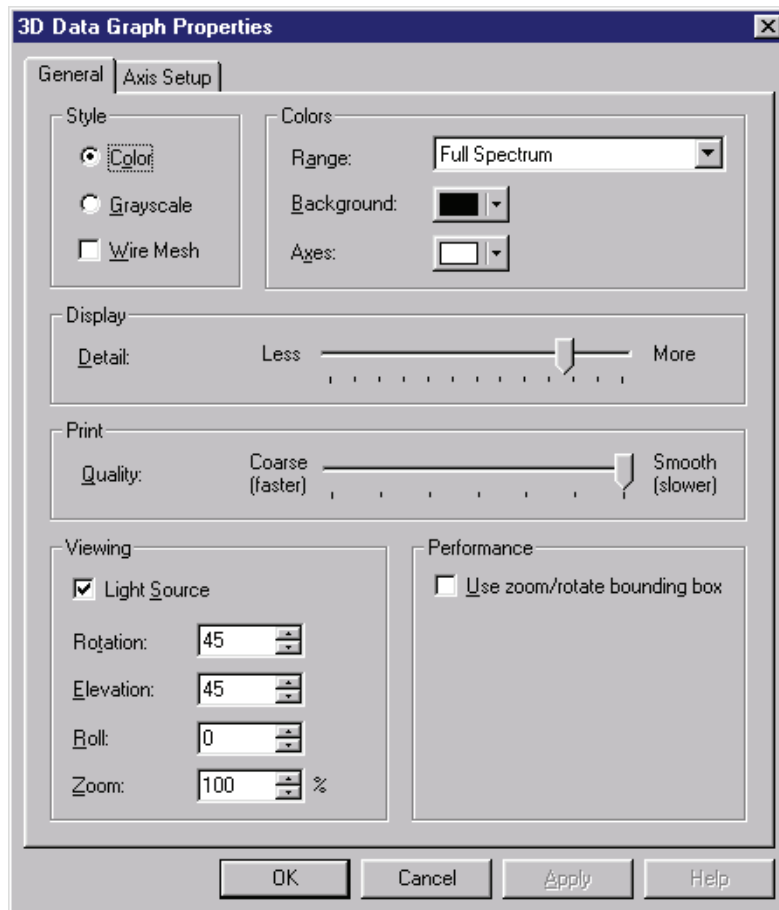 3D Data Graph Properties
General
Axis Setup
Style
Color
Grayscale
Wire Mesh
Colors
Range:
Full Spectrum
Background:
Axes:
Display
Detail:
Less
More
Print
Quality:
Coarse
(faster)
Smooth
(slower)
Viewing
Light Source
Rotation:
45
Elevation:
45
Roll:
0
Zoom:
100
%
Performance
Use zoom/rotate bounding box
OK
Cancel
Apply
Help